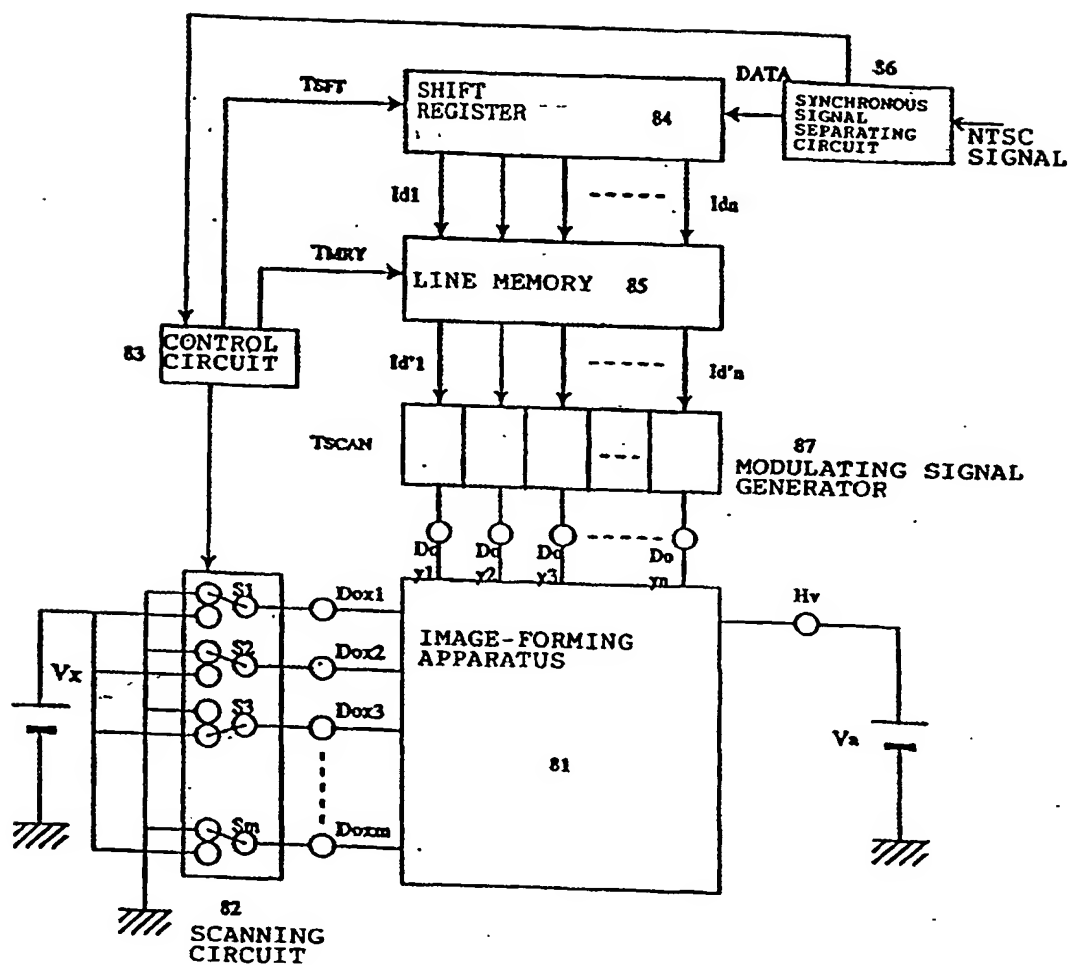 DATA 86
TSFT
SHIFT
REGISTER
84
SYNCHRONOUS
SIGNAL
SEPARATING
CIRCUIT
NTSC
SIGNAL
Id1
Idn
TMRY
LINE MEMORY 85
83
CONTROL
CIRCUIT
Id'1
Id'n
TSCAN
87
MODULATING SIGNAL
GENERATOR
Do
y1
Do
y2
Do
y3
Do
yn
S1
Dox1
Hv
IMAGE-FORMING
APPARATUS
S2
Dox2
Vx
S3
Dox3
81
Va
Sm
Doxm
82
SCANNING
CIRCUIT